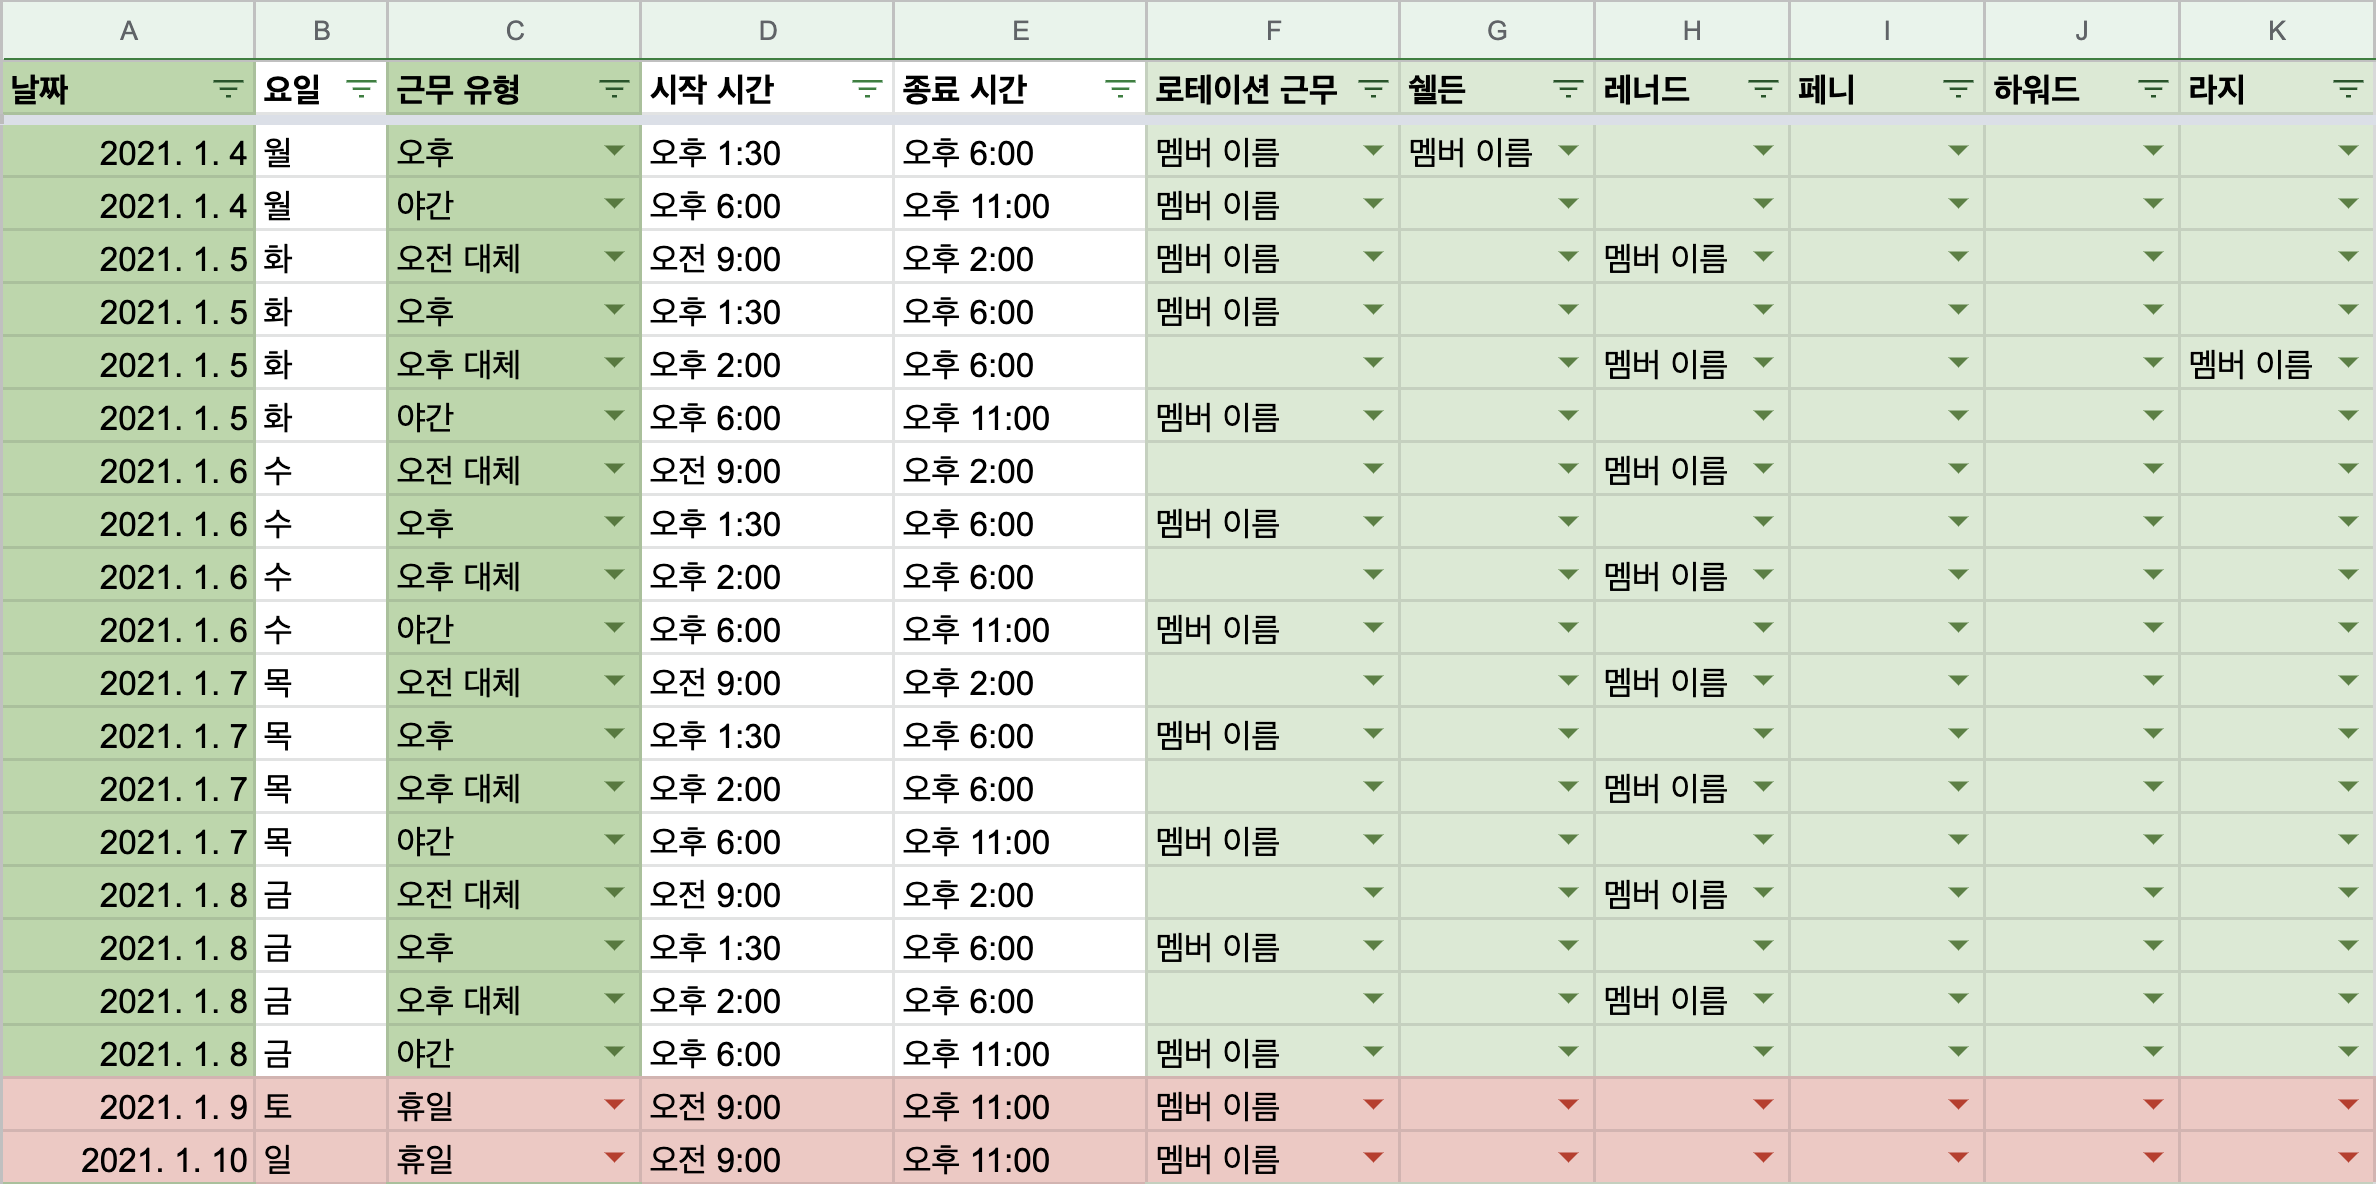 A B C D E F G H I J K
날짜 요일 근무 유형 시작 시간 종료 시간 로테이션 근무 쉘든 레너드 페니 하워드 라지
2021. 1. 4 월 오후 오후 1:30 오후 6:00 멤버 이름 멤버 이름
2021. 1. 4 월 야간 오후 6:00 오후 11:00 멤버 이름
2021. 1. 5 화 오전 대체 오전 9:00 오후 2:00 멤버 이름 멤버 이름
2021. 1. 5 화 오후 오후 1:30 오후 6:00 멤버 이름
2021. 1. 5 화 오후 대체 오후 2:00 오후 6:00 멤버 이름 멤버 이름
2021. 1. 5 화 야간 오후 6:00 오후 11:00 멤버 이름
2021. 1. 6 수 오전 대체 오전 9:00 오후 2:00 멤버 이름
2021. 1. 6 수 오후 오후 1:30 오후 6:00 멤버 이름
2021. 1. 6 수 오후 대체 오후 2:00 오후 6:00 멤버 이름
2021. 1. 6 수 야간 오후 6:00 오후 11:00 멤버 이름
2021. 1. 7 목 오전 대체 오전 9:00 오후 2:00 멤버 이름
2021. 1. 7 목 오후 오후 1:30 오후 6:00 멤버 이름
2021. 1. 7 목 오후 대체 오후 2:00 오후 6:00 멤버 이름
2021. 1. 7 목 야간 오후 6:00 오후 11:00 멤버 이름
2021. 1. 8 금 오전 대체 오전 9:00 오후 2:00 멤버 이름
2021. 1. 8 금 오후 오후 1:30 오후 6:00 멤버 이름
2021. 1. 8 금 오후 대체 오후 2:00 오후 6:00 멤버 이름
2021. 1. 8 금 야간 오후 6:00 오후 11:00 멤버 이름
2021. 1. 9 토 휴일 오전 9:00 오후 11:00 멤버 이름
2021. 1. 10 일 휴일 오전 9:00 오후 11:00 멤버 이름